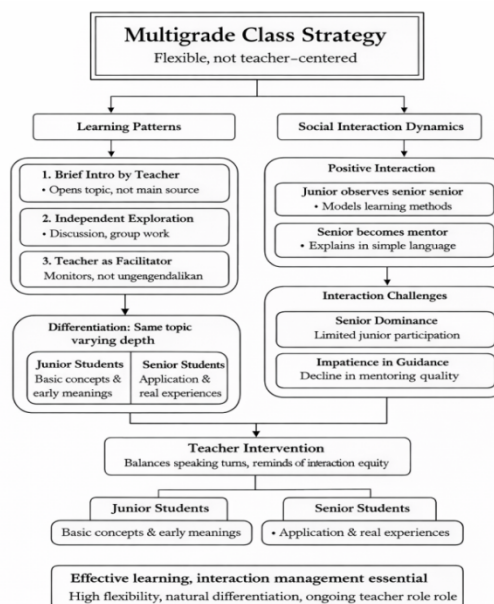 Multigrade Class Strategy
Flexible, not teacher-centered
Learning Patterns
1. Brief Intro by Teacher
• Opens topic, not main source
2. Independent Exploration
• Discussion, group work
3. Teacher as Facilitator
Monitors, not ungengendalikan
Differentiation: Same topic
varying depth
Junior Students
Basic concepts &
early meanings
Senior Students
Application &
real experiences
Social Interaction Dynamics
Positive Interaction
Junior observes senior senior
• Models learning methods
Senior becomes mentor
• Explains in simple language
Interaction Challenges
Senior Dominance
Limited junior participation
Impatience in Guidance
Decline in mentoring quality
Teacher Intervention
Balances speaking turns, reminds of interaction equity
Junior Students
Basic concepts & early meanings
Senior Students
• Application & real experiences
Effective learning, interaction management essential
High flexibility, natural differentiation, ongoing teacher role role